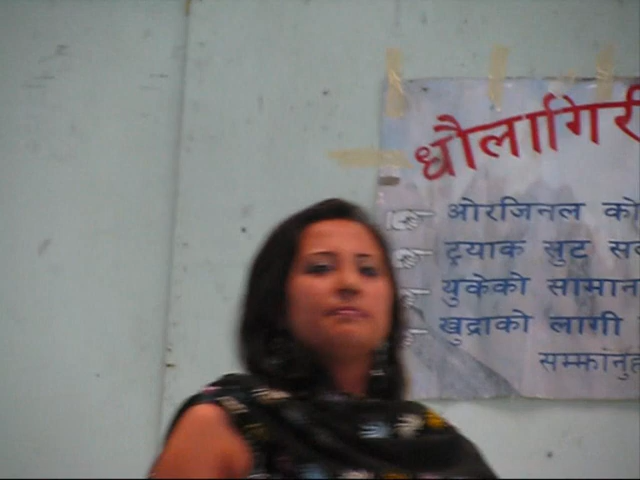 धौलागिरी
ओरजिनल को
ट्रयाक सुट
युकेको सामान
खुद्राको लागी
सम्झानुह